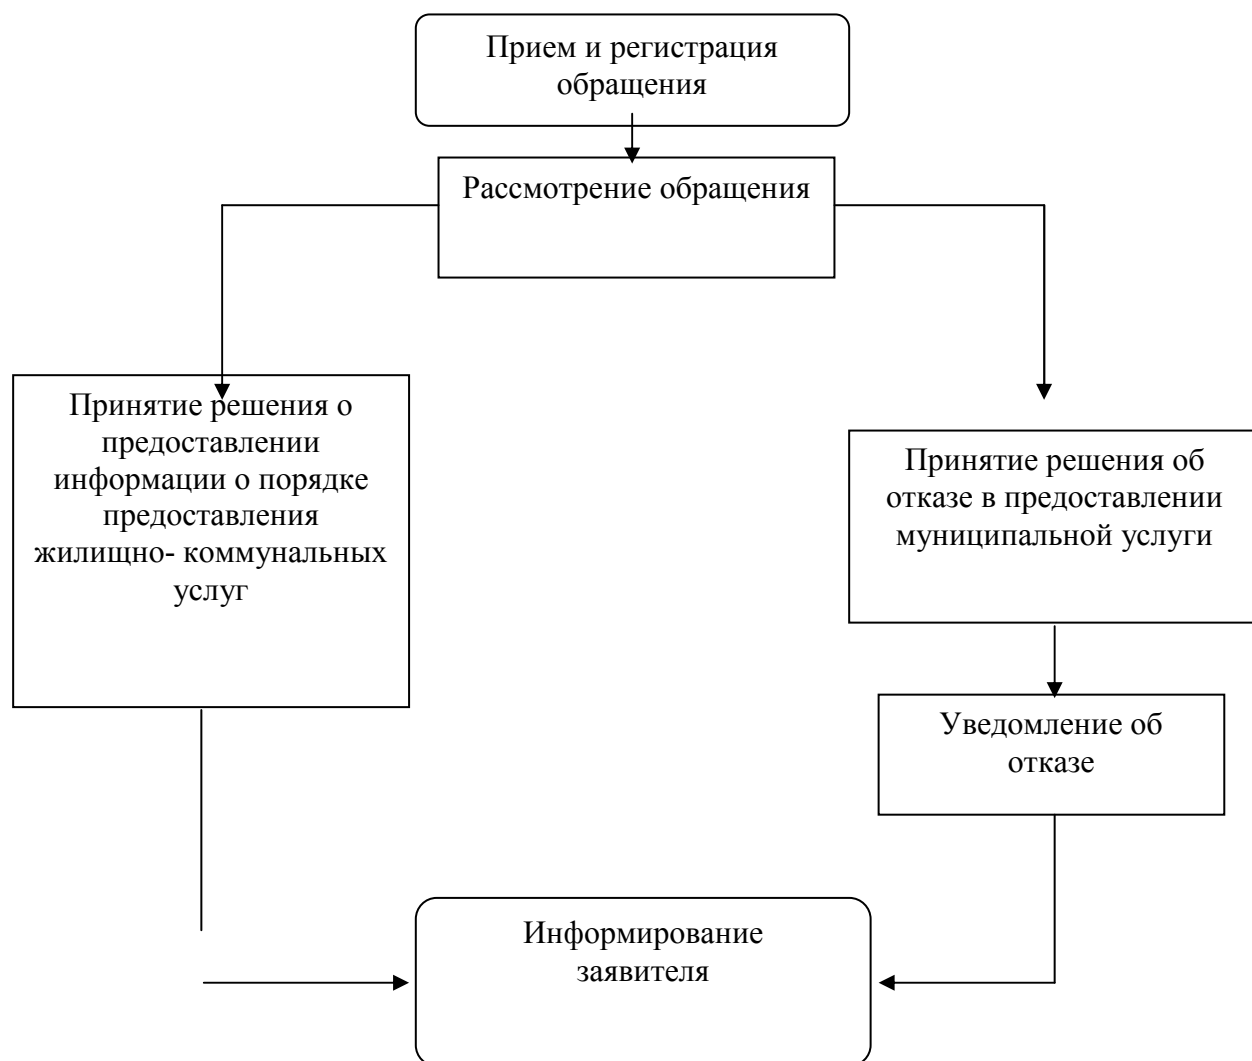 Прием и регистрация
обращения
Рассмотрение обращения
Принятие решения о
предоставлении
информации о порядке
предоставления
жилищно- коммунальных
услуг
Принятие решения об
отказе в предоставлении
муниципальной услуги
Уведомление об
отказе
Информирование
заявителя